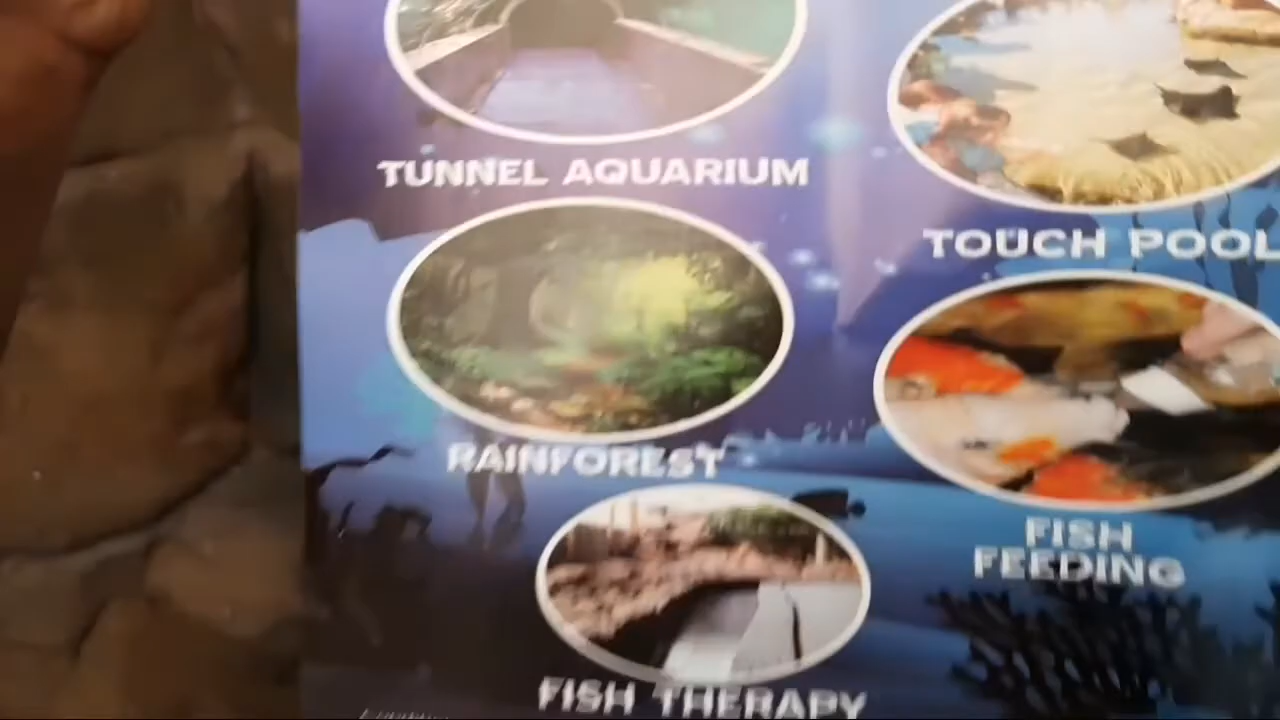 TUNNEL AQUARIUM
TOUCH POOL
RAINFOREST
FISH
FEEDING
FISH THERAPY